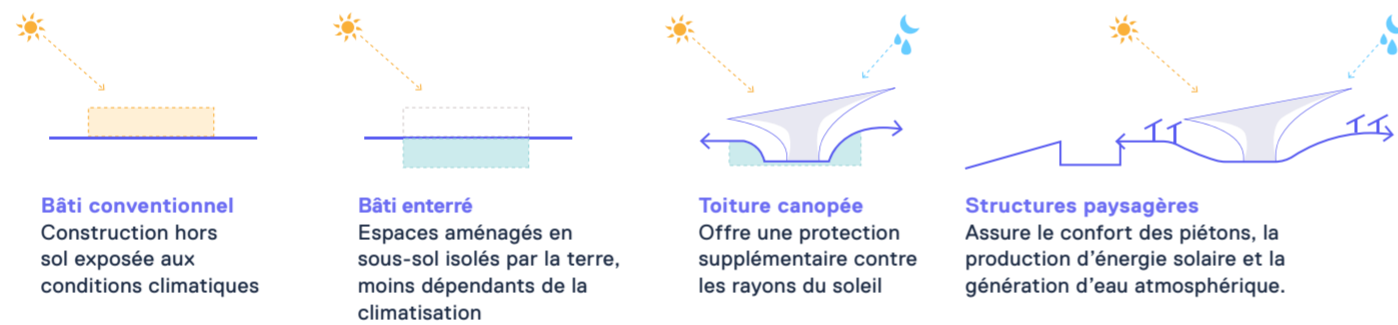 Bâti conventionnel
Construction hors
sol exposée aux
conditions climatiques
Bâti enterré
Espaces aménagés en
sous-sol isolés par la terre,
moins dépendants de la
climatisation
Toiture canopée
Offre une protection
supplémentaire contre
les rayons du soleil
Structures paysagères
Assure le confort des piétons, la
production d’énergie solaire et la
génération d’eau atmosphérique.